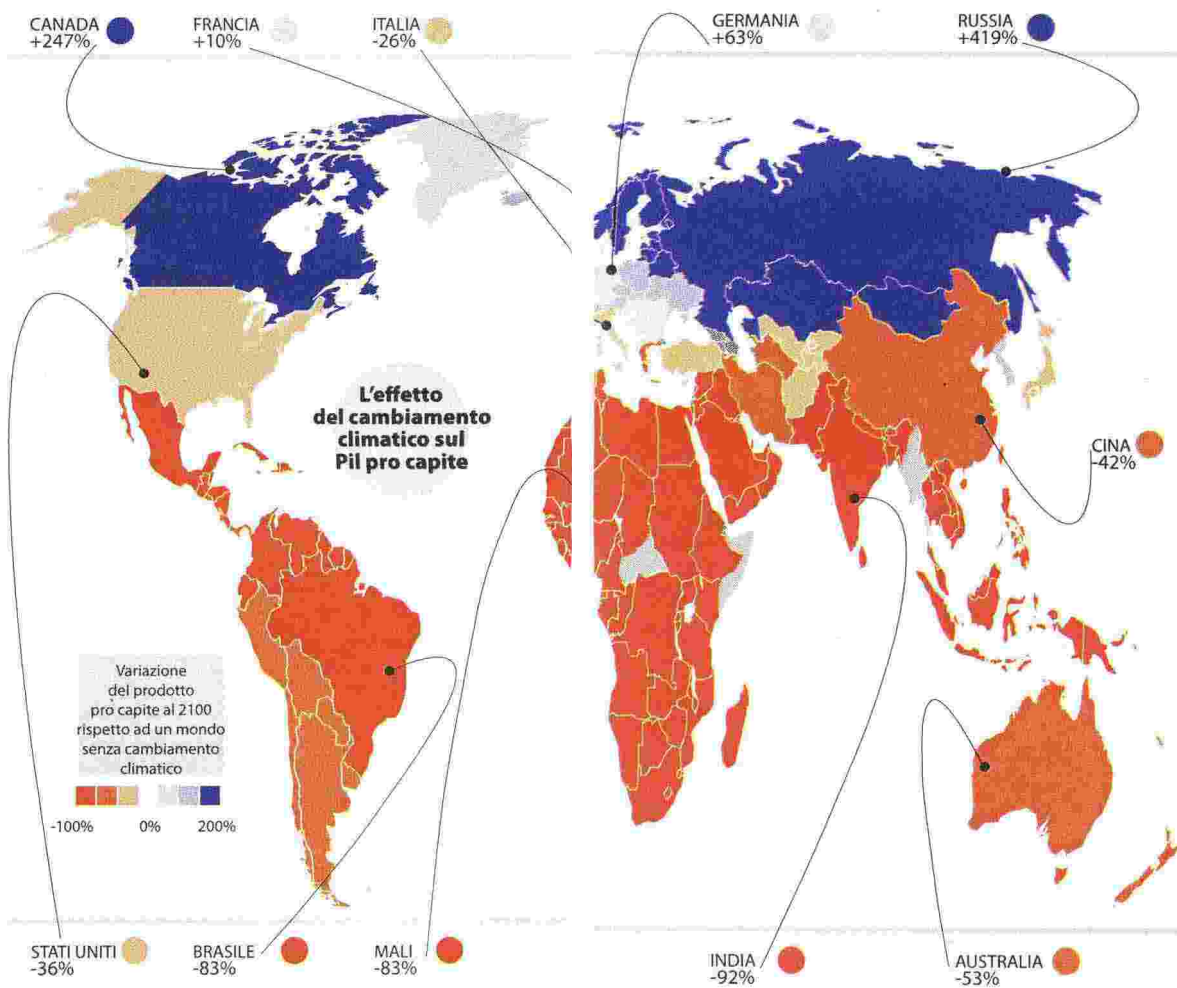 CANADA
+247%
FRANCIA
+10%
ITALIA
-26%
GERMANIA
+63%
RUSSIA
+419%
L'effetto
del cambiamento
climatico sul
Pil pro capite
CINA
-42%
Variazione
del prodotto
pro capite al 2100
rispetto ad un mondo
senza cambiamento
climatico
-100% 0% 200%
STATI UNITI
-36%
BRASILE
-83%
MALI
-83%
INDIA
-92%
AUSTRALIA
-53%